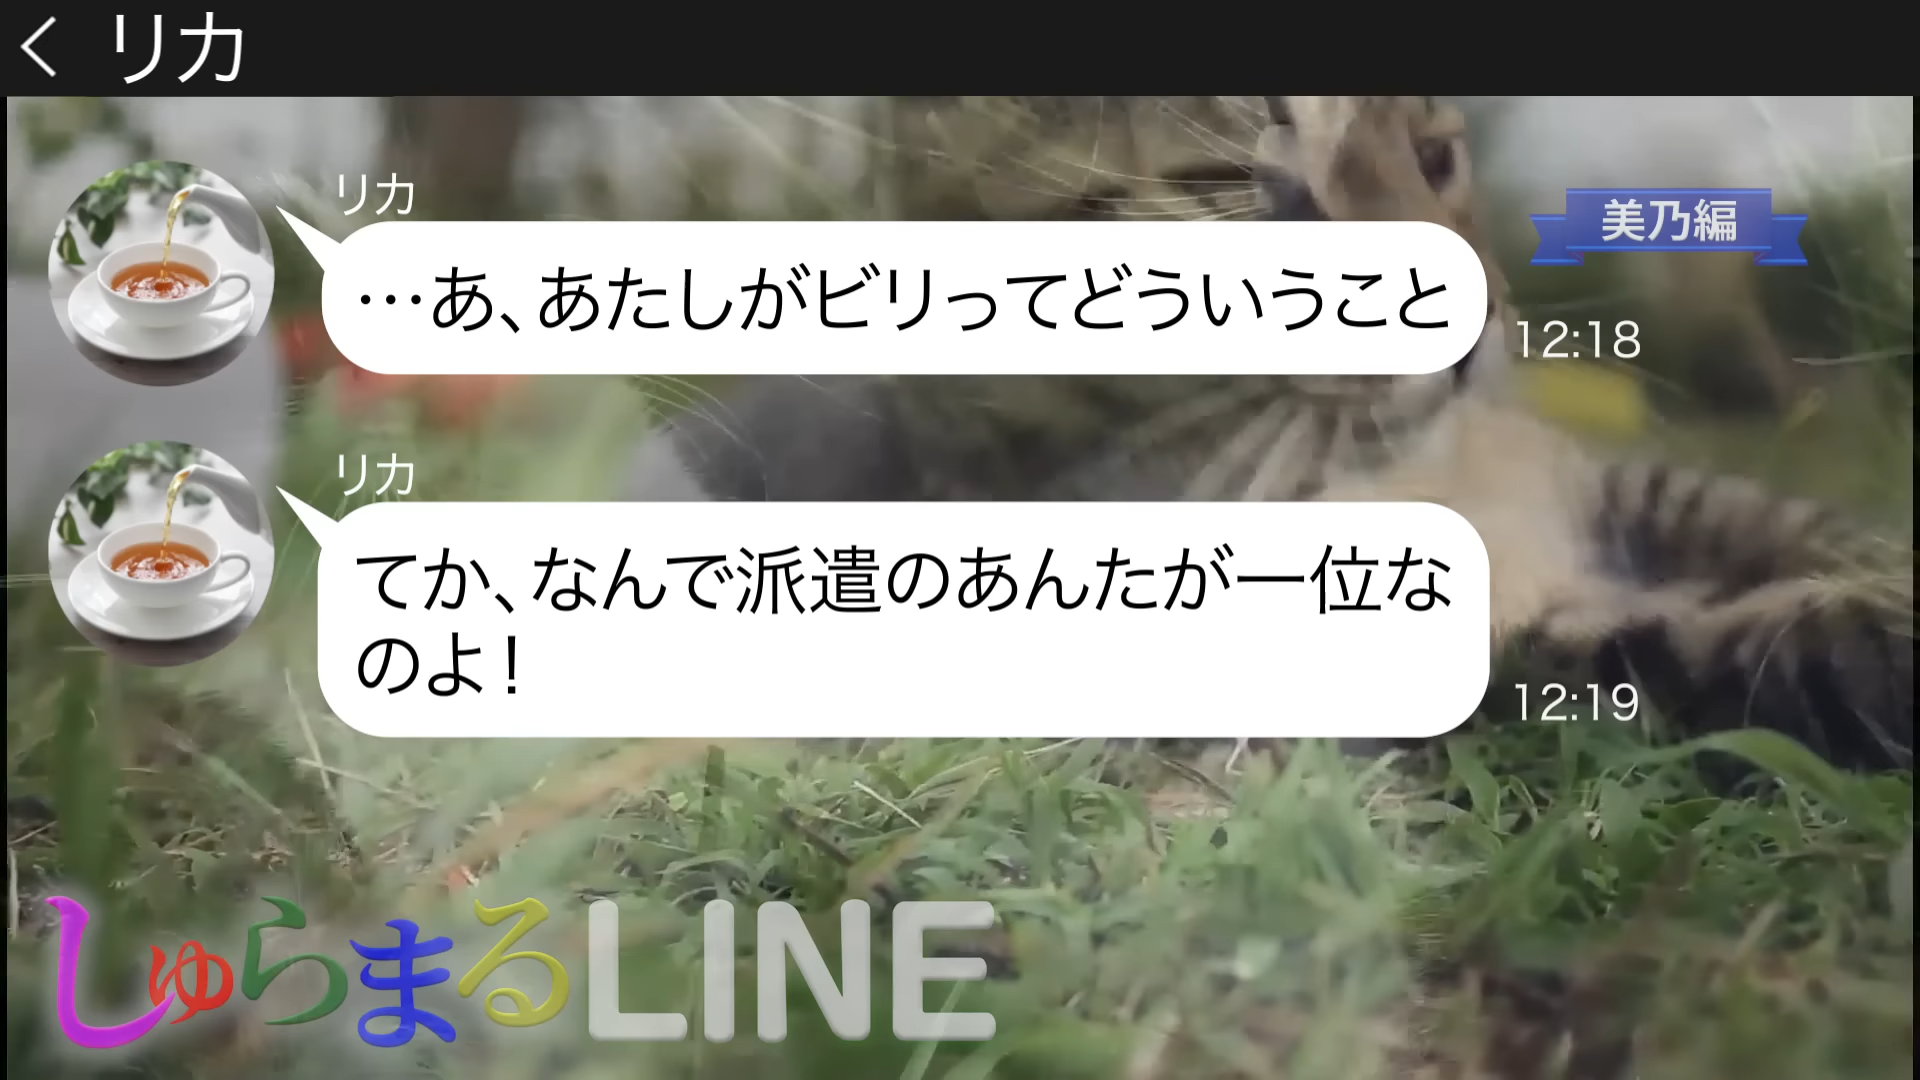 リカ
リカ
美乃編
…あ、あたしがビリってどういうこと
12:18
リカ
てか、なんで派遣のあんたが一位な
のよ！
12:19
しゅらまるLINE